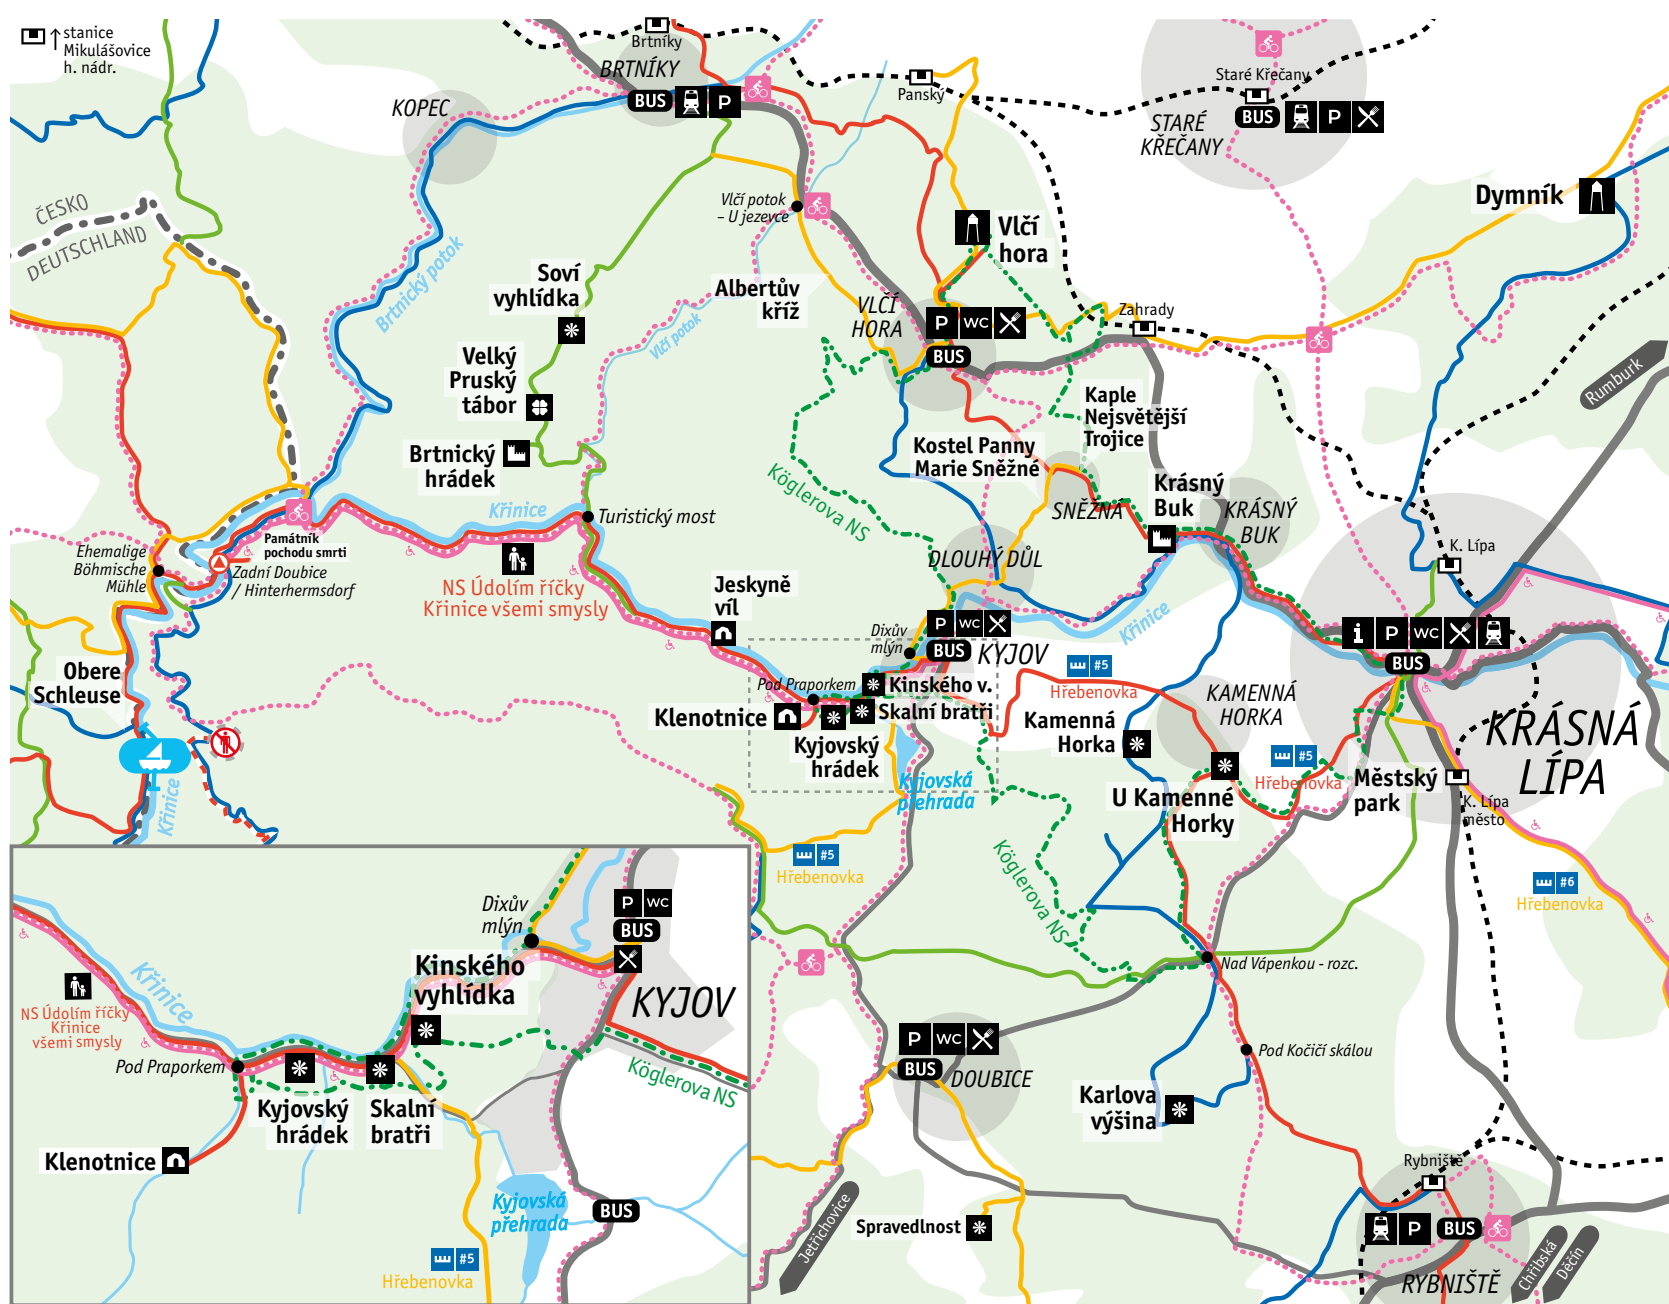 stanice
Mikulášovice
h. nádr.
Brtníky
BRTNÍKY
BUS
P
KOPEC
Panský
Staré Křečany
BUS
P
STARÉ
KŘEČANY
Dymník
ČESKO
DEUTSCHLAND
Brtnický potok
Vlčí potok
– U jezevce
Vlčí
hora
Soví
vyhlídka
Albertův
kříž
VLČÍ
HORA
P
WC
BUS
Zahrady
Rumburk
Vlčí potok
Velký
Pruský
tábor
Kaple
Nejsvětější
Trojice
Kostel Panny
Marie Sněžné
Brtnický
hrádek
Köglerova NS
Krásný
Buk
SNĚŽNÁ
KRÁSNÝ
BUK
Křinice
Turistický most
Památník
pochodu smrti
Ehemalige
Böhmische
Mühle
Zadní Doubice
/ Hinterhermsdorf
NS Údolím říčky
Křinice všemi smysly
DLOUHÝ DŮL
K. Lípa
Jeskyně
víl
Křinice
Dixův
mlýn
P
WC
BUS
KYJOV
i
P
WC
BUS
Obere
Schleuse
Pod Praporkem
Kinského v.
#5
Hřebenovka
KAMENNÁ
HORKA
Klenotnice
Skalní bratři
Kamenná
Horka
KRÁSNÁ
LÍPA
Kyjovský
hrádek
#5
Hřebenovka
Městský
park
Kyjovská
přehrada
U Kamenné
Horky
K. Lípa
město
Křinice
#5
Hřebenovka
Köglerova NS
#6
Hřebenovka
Dixův
mlýn
P
WC
BUS
Kinského
vyhlídka
Křinice
KYJOV
NS Údolím říčky
Křinice
všemi smysly
Pod Praporkem
Köglerova NS
Kyjovský
hrádek
Skalní
bratři
Klenotnice
Kyjovská
přehrada
BUS
#5
Hřebenovka
Nad Vápenkou - rozc.
P
WC
BUS
DOUBICE
Pod Kočičí skálou
Karlova
výšina
Rybniště
Jetřichovice
Spravedlnost
P
BUS
RYBNIŠTĚ
Chřibská
Děčín